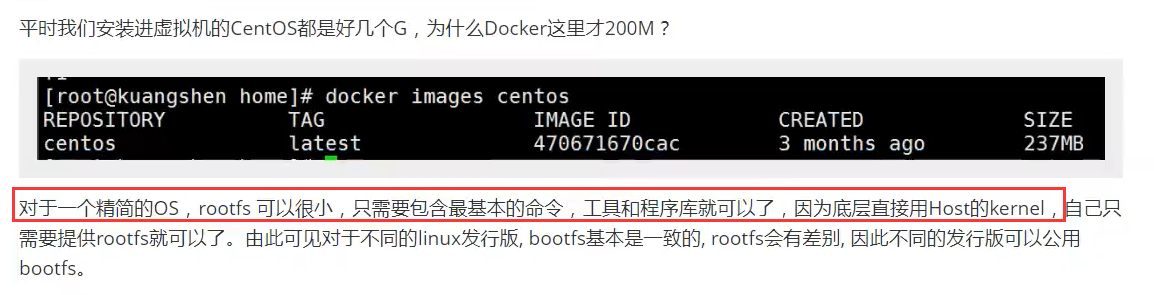 平时我们安装进虚拟机的CentOS都是好几个G，为什么Docker这里才200M？
[root@kuangshen home]# docker images centos
REPOSITORY TAG IMAGE ID CREATED SIZE
centos latest 470671670cac 3 months ago 237MB
对于一个精简的OS，rootfs 可以很小，只需要包含最基本的命令，工具和程序库就可以了，因为底层直接用Host的kernel，自己只
需要提供rootfs就可以了。由此可见对于不同的linux发行版, bootfs基本是一致的, rootfs会有差别, 因此不同的发行版可以公用
bootfs。